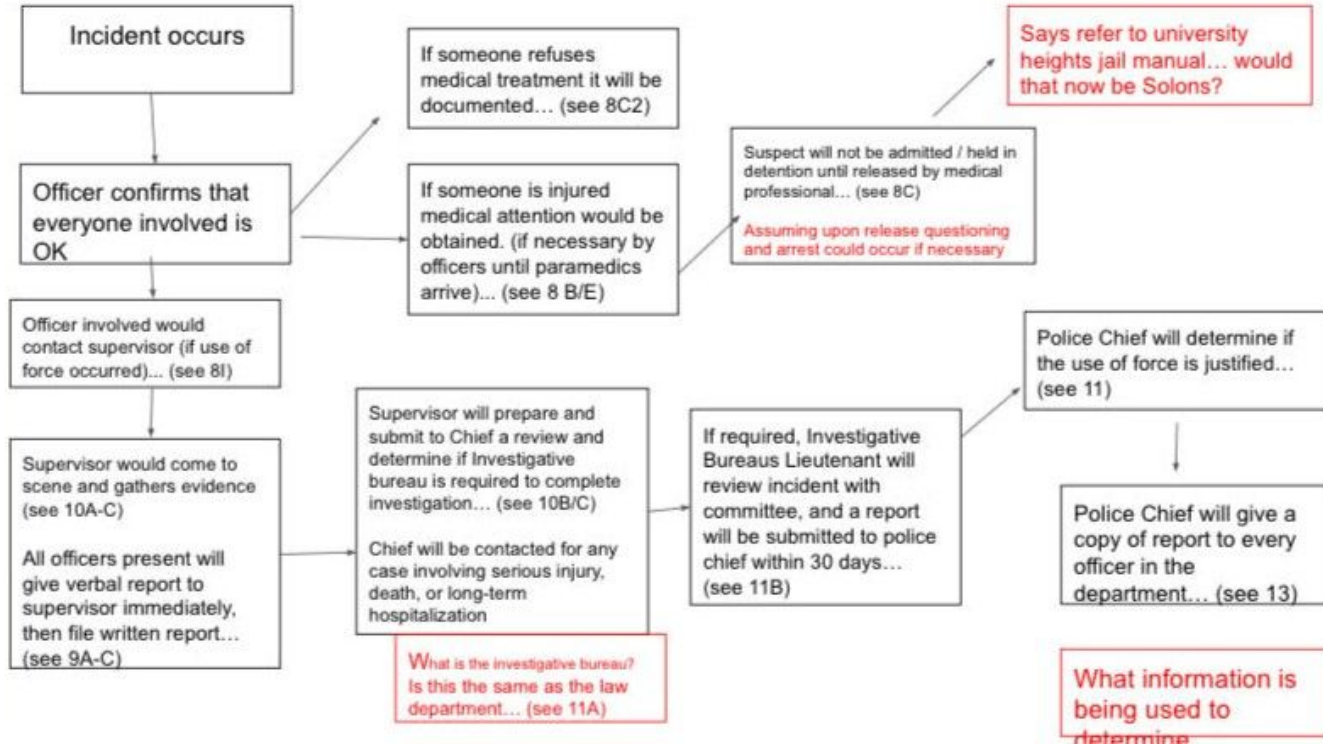 Incident occurs
Officer confirms that
everyone involved is
OK
Officer involved would
contact supervisor (if use of
force occurred)... (see 8I)
Supervisor would come to
scene and gathers evidence
(see 10A-C)
All officers present will
give verbal report to
supervisor immediately,
then file written report…
(see 9A-C)
If someone refuses
medical treatment it will be
documented… (see 8C2)
If someone is injured
medical attention would be
obtained. (if necessary by
officers until paramedics
arrive)... (see 8 B/E)
Suspect will not be admitted / held in
detention until released by medical
professional… (see 8C)
Assuming upon release questioning
and arrest could occur if necessary
Says refer to university
heights jail manual… would
that now be Solons?
Supervisor will prepare and
submit to Chief a review and
determine if Investigative
bureau is required to complete
investigation… (see 10B/C)
Chief will be contacted for any
case involving serious injury,
death, or long-term
hospitalization
What is the investigative bureau?
Is this the same as the law
department… (see 11A)
If required, Investigative
Bureaus Lieutenant will
review incident with
committee, and a report
will be submitted to police
chief within 30 days…
(see 11B)
Police Chief will determine if
the use of force is justified…
(see 11)
Police Chief will give a
copy of report to every
officer in the
department… (see 13)
What information is
being used to
determine